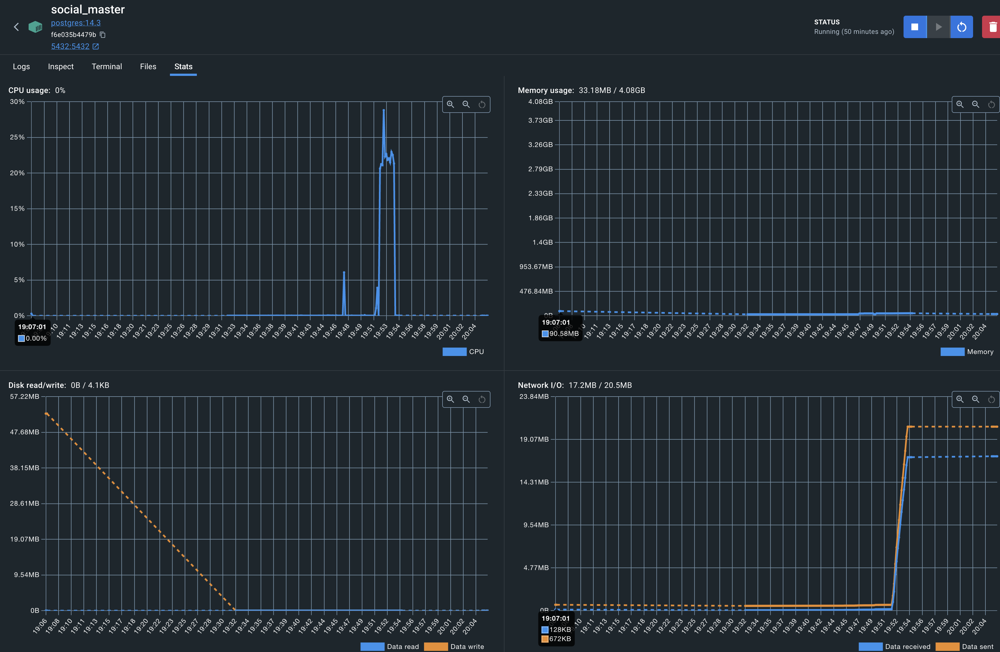 social_master
postgres:14.3
f6e035b4479b
5432:5432
STATUS
Running (50 minutes ago)
Logs Inspect Terminal Files Stats
CPU usage: 0%
30%
25%
20%
15%
10%
5%
0%
19:10 19:11 19:13 19:15 19:16 19:18 19:20 19:21 19:23 19:25 19:26 19:28 19:29 19:31 19:33 19:34 19:36 19:38 19:39 19:41 19:43 19:44 19:46 19:48 19:49 19:51 19:53 19:54 19:56 19:58 19:59 20:01 20:02 20:04
19:07:01
0.00%
CPU
Memory usage: 33.18MB / 4.08GB
4.08GB
3.73GB
3.26GB
2.79GB
2.33GB
1.86GB
1.4GB
953.67MB
476.84MB
0B
19:10 19:11 19:13 19:15 19:17 19:18 19:20 19:22 19:23 19:25 19:27 19:28 19:30 19:32 19:34 19:35 19:37 19:39 19:40 19:42 19:44 19:45 19:47 19:49 19:51 19:52 19:54 19:56 19:57 19:59 20:01 20:02 20:04
19:07:01
90.58MB
Memory
Disk read/write: 0B / 4.1KB
57.22MB
47.68MB
38.15MB
28.61MB
19.07MB
9.54MB
0B
19:06 19:08 19:10 19:11 19:13 19:15 19:17 19:18 19:20 19:22 19:23 19:25 19:27 19:28 19:30 19:32 19:34 19:35 19:37 19:39 19:40 19:42 19:44 19:45 19:47 19:49 19:51 19:52 19:54 19:56 19:57 19:59 20:01 20:02 20:04
Data read Data write
Network I/O: 17.2MB / 20.5MB
23.84MB
19.07MB
14.31MB
9.54MB
4.77MB
0B
19:10 19:11 19:13 19:15 19:17 19:18 19:20 19:22 19:23 19:25 19:27 19:28 19:30 19:32 19:34 19:35 19:37 19:39 19:40 19:42 19:44 19:45 19:47 19:49 19:51 19:52 19:54 19:56 19:57 19:59 20:01 20:02 20:04
19:07:01
128KB
672KB
Data received Data sent